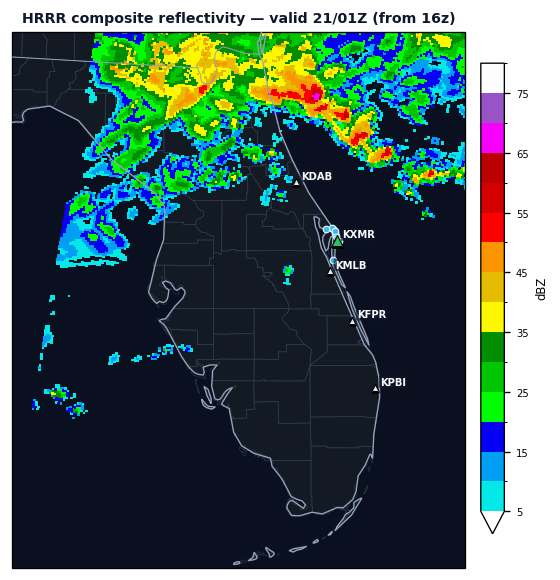 HRRR composite reflectivity — valid 21/01Z (from 16z)
KDAB
KXMR
KMLB
KFPR
KPBI
75
65
55
45
35
25
15
5
dBZ